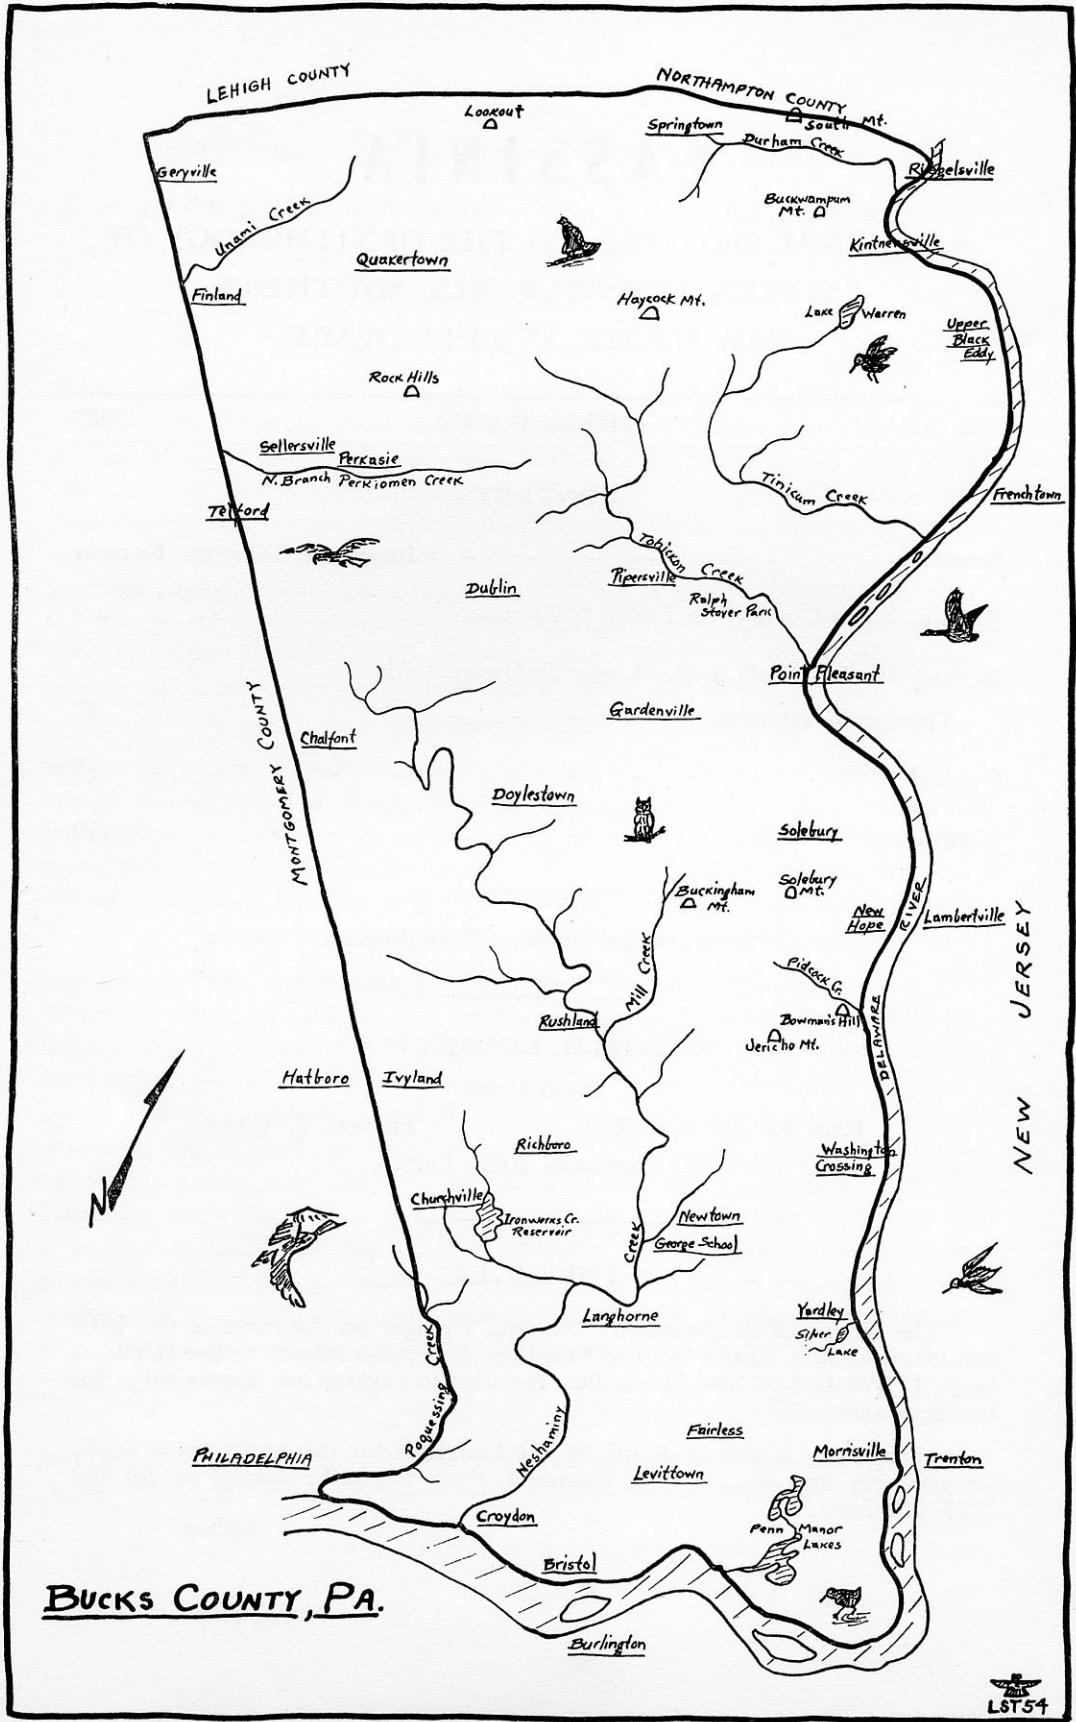 LEHIGH COUNTY
NORTHAMPTON COUNTY
Lookout
Springtown
South Mt.
Durham Creek
Geryville
Riegelsville
Unami Creek
Buckwampum
Mt.
Quakertown
Kintnersville
Finland
Haycock Mt.
Lake Warren
Upper
Black
Eddy
Rock Hills
Sellersville
Perkasie
N. Branch Perkiomen Creek
Tinicum Creek
Frenchtown
Telford
Tohickon Creek
Dublin
Pipersville
Ralph
Stover Park
Point Pleasant
MONTGOMERY COUNTY
Gardenville
Chalfont
Doylestown
Solebury
Buckingham
Mt.
Solebury
Mt.
New
Hope
RIVER
Lambertville
NEW JERSEY
Mill Creek
Pidcock Cr.
Rushland
Bowman's Hill
DELAWARE
Jericho Mt.
Hatboro
Ivyland
Richboro
Washington
Crossing
N
Churchville
Ironworks Cr.
Reservoir
Newtown
George School
Creek
Langhorne
Yardley
Silver
Lake
Poquessing Creek
Neshaminy
Fairless
PHILADELPHIA
Levittown
Morrisville
Trenton
Croydon
Penn Manor
Lakes
Bristol
BUCKS COUNTY, PA.
Burlington
LST 54